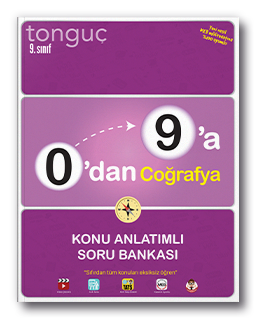 tonguç
9. sınıf
9'a
0'dan Coğrafya
KONU ANLATIMLI
SORU BANKASI
"Sıfırdan tüm konuları eksiksiz öğren"